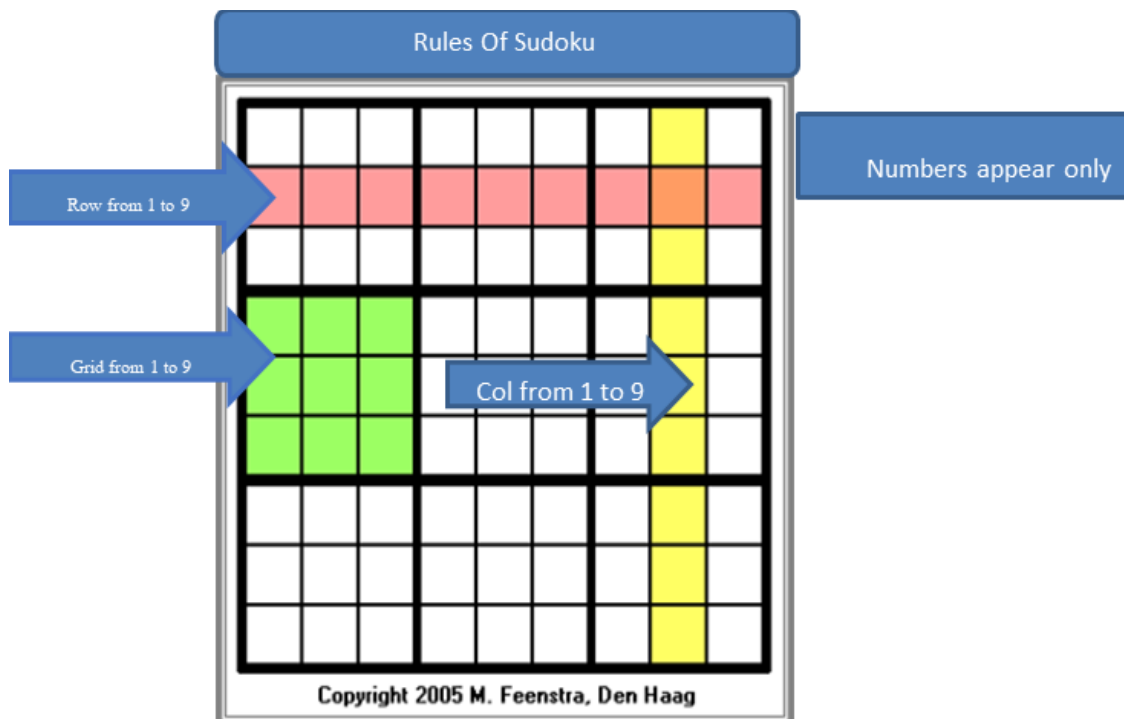 Rules Of Sudoku
Numbers appear only
Row from 1 to 9
Grid from 1 to 9
Col from 1 to 9
Copyright 2005 M. Feenstra, Den Haag